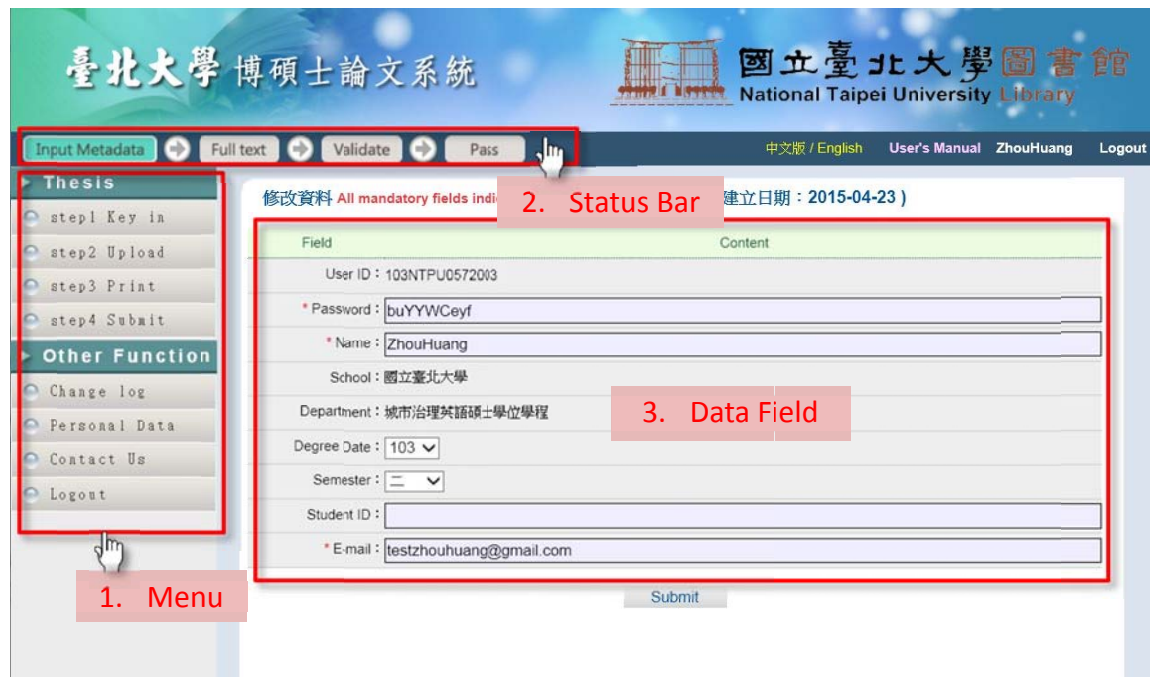 臺北大學 博碩士論文系統
國立臺北大學圖書館
National Taipei University Library
Input Metadata Full text Validate Pass
中文版 / English User's Manual ZhouHuang Logout
Thesis
step1 Key in
step2 Upload
step3 Print
step4 Submit
Other Function
Change log
Personal Data
Contact Us
Logout
1. Menu
2. Status Bar
修改資料 All mandatory fields 建立日期：2015-04-23 )
Field Content
User ID：103NTPU0572003
* Password：buYYWCeyf
* Name：ZhouHuang
School：國立臺北大學
Department：城市治理英語碩士學位學程
3. Data Field
Degree Date：103
Semester：二
Student ID：
* E-mail：testzhouhuang@gmail.com
Submit